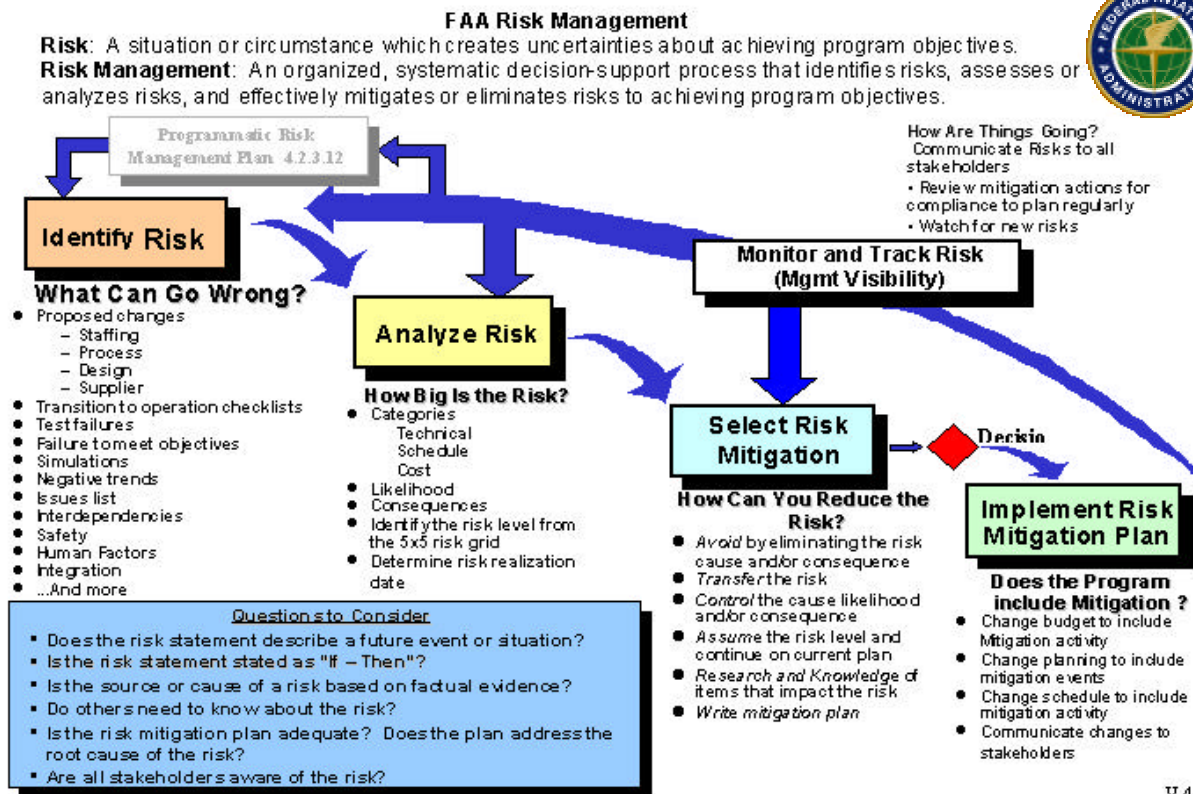 FAA Risk Management
Risk: A situation or circumstance which creates uncertainties about achieving program objectives.
Risk Management: An organized, systematic decision-support process that identifies risks, assesses or
analyzes risks, and effectively mitigates or eliminates risks to achieving program objectives.
FEDERAL AVIAT
ADMINISTRAT
Programmatic Risk
Management Plan 4.2.3.12
How Are Things Going?
Communicate Risks to all
stakeholders
• Review mitigation actions for
compliance to plan regularly
• Watch for new risks
Identify Risk
What Can Go Wrong?
● Proposed changes
– Staffing
– Process
– Design
– Supplier
● Transition to operation checklists
● Test failures
● Failure to meet objectives
● Simulations
● Negative trends
● Issues list
● Interdependencies
● Safety
● Human Factors
● Integration
● ...And more
Monitor and Track Risk
(Mgmt Visibility)
Analyze Risk
How Big Is the Risk?
● Categories
Technical
Schedule
Cost
● Likelihood
● Consequences
● Identify the risk level from
the 5x5 risk grid
● Determine risk realization
date
Select Risk
Mitigation
How Can You Reduce the
Risk?
● Avoid by eliminating the risk
cause and/or consequence
● Transfer the risk
● Control the cause likelihood
and/or consequence
● Assume the risk level and
continue on current plan
● Research and Knowledge of
items that impact the risk
● Write mitigation plan
Decisio
Implement Risk
Mitigation Plan
Does the Program
include Mitigation ?
● Change budget to include
Mitigation activity
● Change planning to include
mitigation events
● Change schedule to include
mitigation activity
● Communicate changes to
stakeholders
Questions to Consider
▪ Does the risk statement describe a future event or situation?
▪ Is the risk statement stated as "If – Then"?
▪ Is the source or cause of a risk based on factual evidence?
▪ Do others need to know about the risk?
▪ Is the risk mitigation plan adequate? Does the plan address the
root cause of the risk?
▪ Are all stakeholders aware of the risk?